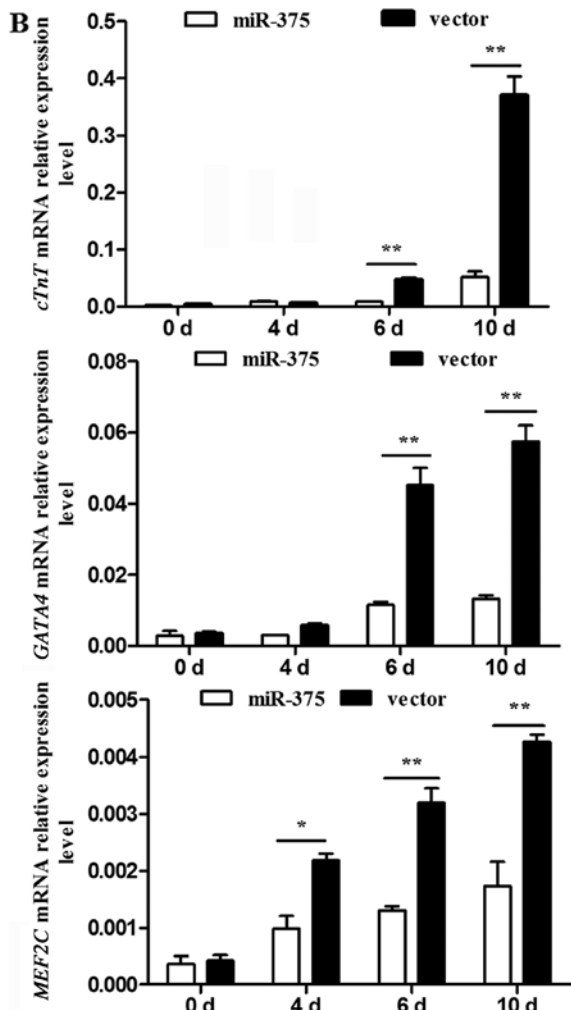 B
miR-375 vector
cTnT mRNA relative expression
level
0.5
0.4
0.3
0.2
0.1
0.0
**
**
0 d 4 d 6 d 10 d
miR-375 vector
GATA4 mRNA relative expression
level
0.08
0.06
0.04
0.02
0.00
**
**
0 d 4 d 6 d 10 d
miR-375 vector
MEF2C mRNA relative expression
level
0.005
0.004
0.003
0.002
0.001
0.000
*
**
**
0 d 4 d 6 d 10 d